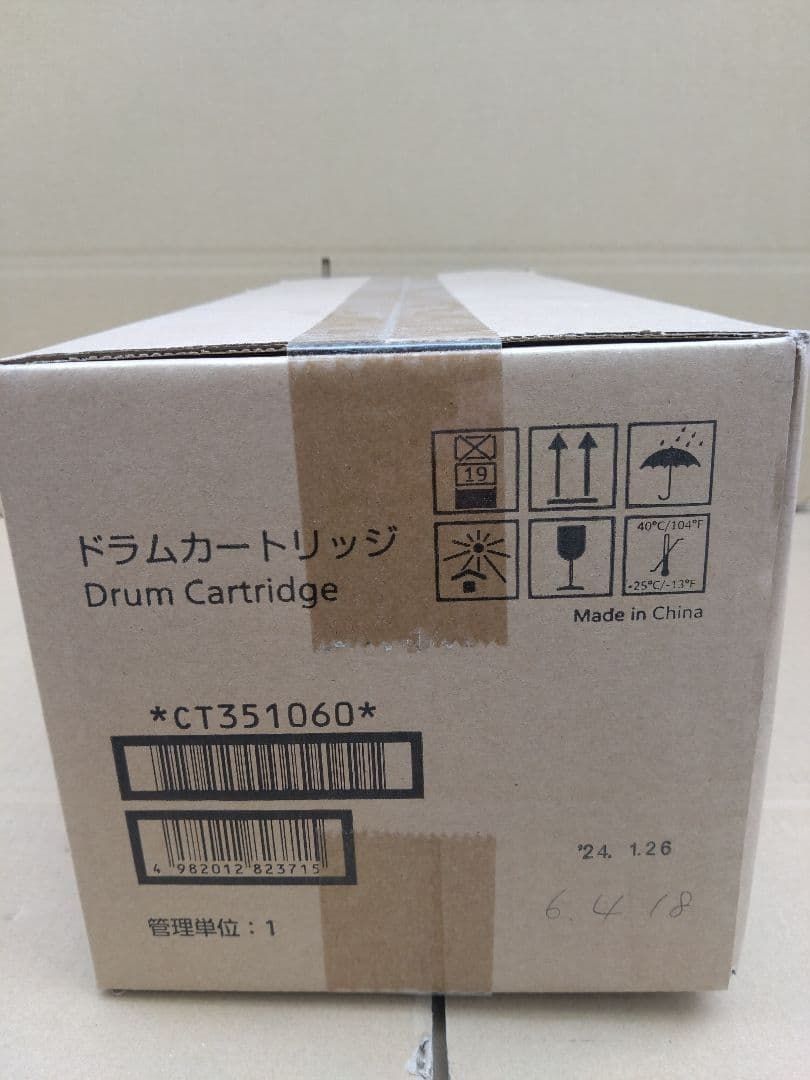 19
40°C/104°F
-25°C/-13°F
ドラムカートリッジ
Drum Cartridge
Made in China
*CT351060*
4 982012 823715
'24. 1.26
6. 4 18
管理単位：1